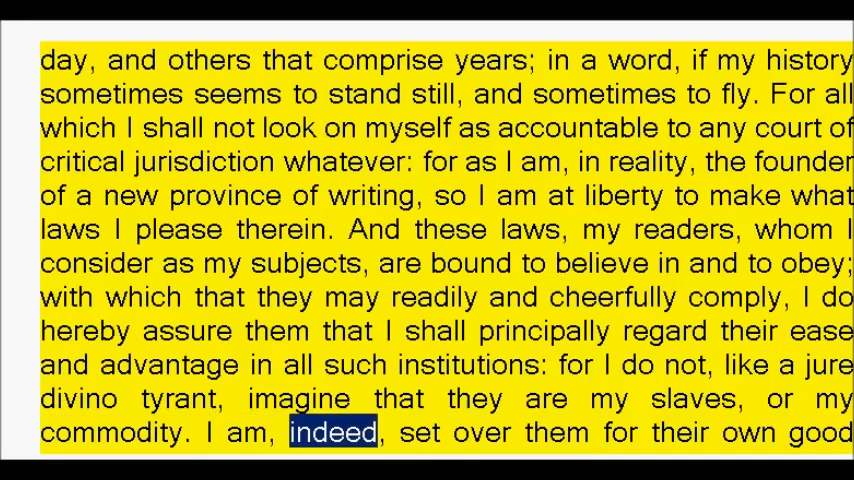 day, and others that comprise years; in a word, if my history
sometimes seems to stand still, and sometimes to fly. For all
which I shall not look on myself as accountable to any court of
critical jurisdiction whatever: for as I am, in reality, the founder
of a new province of writing, so I am at liberty to make what
laws I please therein. And these laws, my readers, whom I
consider as my subjects, are bound to believe in and to obey;
with which that they may readily and cheerfully comply, I do
hereby assure them that I shall principally regard their ease
and advantage in all such institutions: for I do not, like a jure
divino tyrant, imagine that they are my slaves, or my
commodity. I am, indeed, set over them for their own good